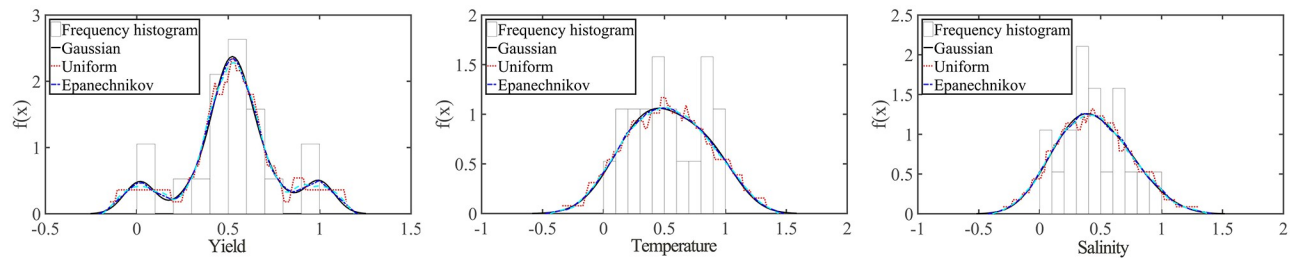 3
2
1
0
f(x)
Frequency histogram
Gaussian
Uniform
Epanechnikov
-0.5 0 0.5 1 1.5
Yield
2
1.5
1
0.5
0
f(x)
Frequency histogram
Gaussian
Uniform
Epanechnikov
-1 -0.5 0 0.5 1 1.5 2
Temperature
2.5
2
1.5
1
0.5
0
f(x)
Frequency histogram
Gaussian
Uniform
Epanechnikov
-1 -0.5 0 0.5 1 1.5 2
Salinity